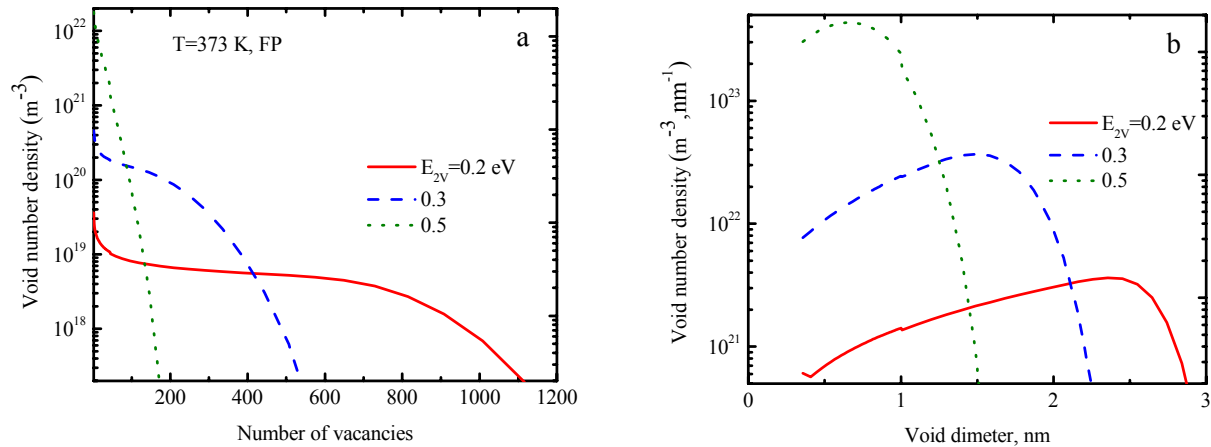 a
T=373 K, FP
10^22
10^21
10^20
10^19
10^18
Void number density (m^-3)
E_2V=0.2 eV
0.3
0.5
0 200 400 600 800 1000 1200
Number of vacancies
b
10^23
10^22
10^21
Void number density (m^-3,nm^-1)
E_2V=0.2 eV
0.3
0.5
0 1 2 3
Void dimeter, nm